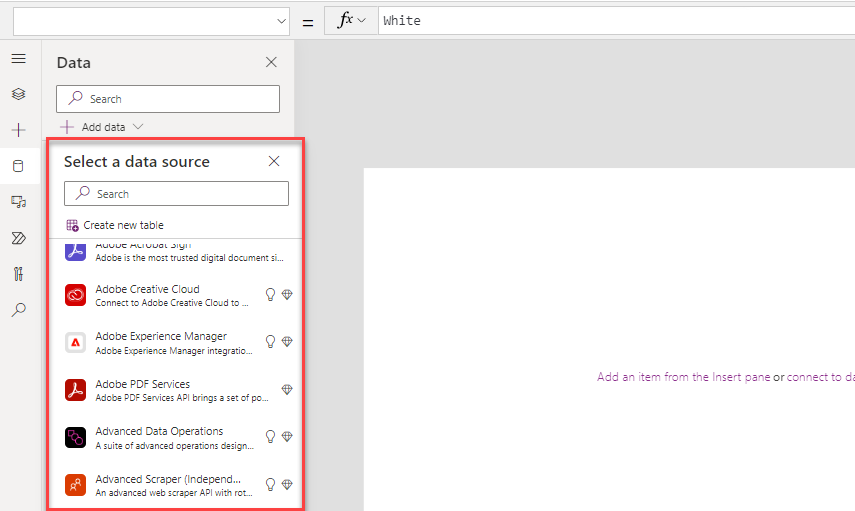 = fx White
Data
Search
Add data
Select a data source
Search
Create new table
Adobe Acrobat Sign
Adobe is the most trusted digital document si...
Adobe Creative Cloud
Connect to Adobe Creative Cloud to ...
Adobe Experience Manager
Adobe Experience Manager integratio...
Adobe PDF Services
Adobe PDF Services API brings a set of po...
Advanced Data Operations
A suite of advanced operations design...
Advanced Scraper (Independ...
An advanced web scraper API with rot...
Add an item from the Insert pane or connect to da